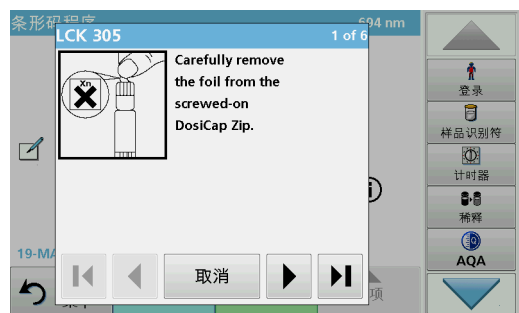 条形码程序
694 nm
LCK 305
1 of 6
Xn
Carefully remove
the foil from the
screwed-on
DosiCap Zip.
登录
样品识别符
计时器
稀释
AQA
19-MA
取消
项